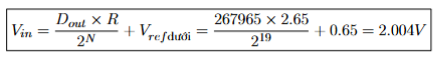 $V_{in} = \frac{D_{out} \times R}{2^N} + V_{ref\text{dưới}} = \frac{267965 \times 2.65}{2^{19}} + 0.65 = 2.004V$